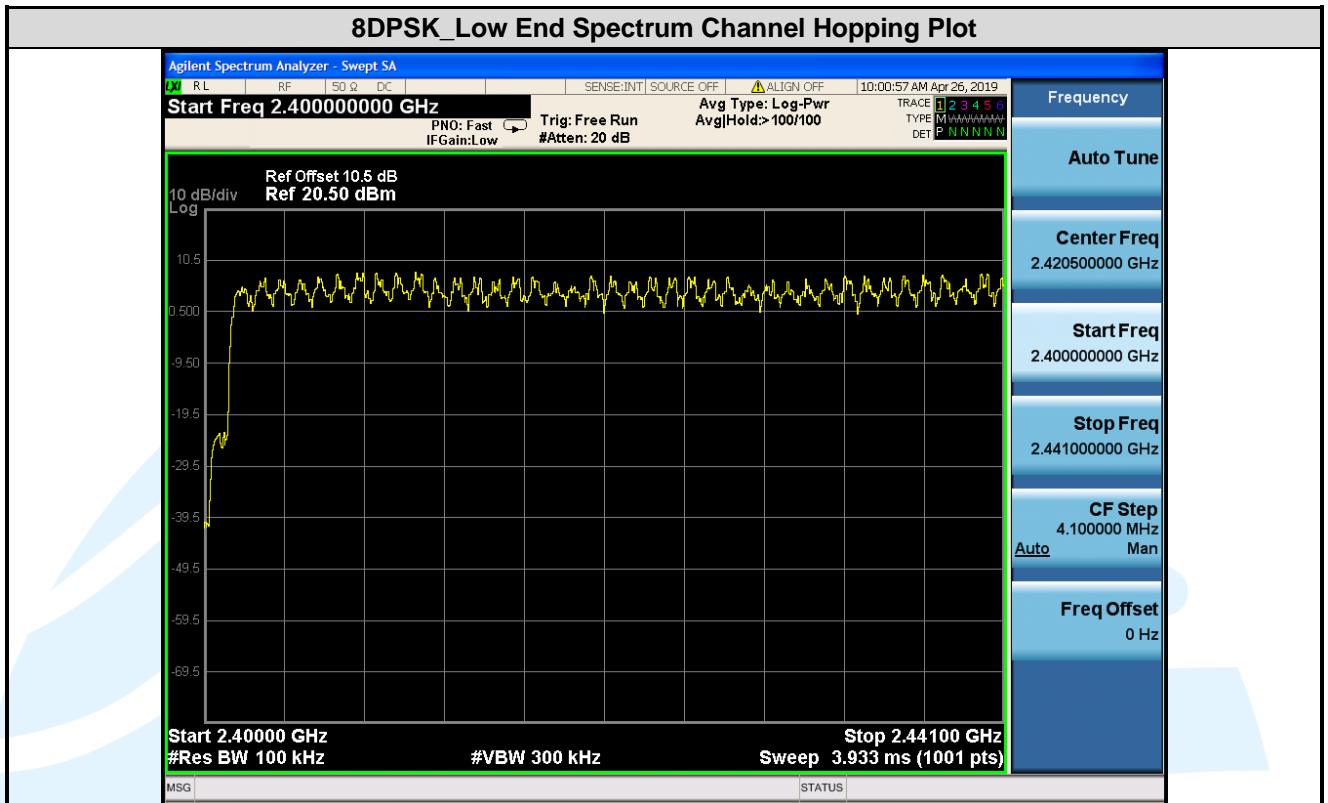 8DPSK_Low End Spectrum Channel Hopping Plot
Agilent Spectrum Analyzer - Swept SA
LXI RL RF 50 Ω DC SENSE:INT SOURCE OFF ALIGN OFF 10:00:57 AM Apr 26, 2019
Start Freq 2.400000000 GHz
PNO: Fast
IFGain:Low
Trig: Free Run
#Atten: 20 dB
Avg Type: Log-Pwr
Avg|Hold:>100/100
TRACE 1 2 3 4 5 6
TYPE M
DET P N N N N N
Ref Offset 10.5 dB
10 dB/div Ref 20.50 dBm
Log
10.5
0.500
-9.50
-19.5
-29.5
-39.5
-49.5
-59.5
-69.5
Start 2.40000 GHz Stop 2.44100 GHz
#Res BW 100 kHz #VBW 300 kHz Sweep 3.933 ms (1001 pts)
MSG STATUS
Frequency
Auto Tune
Center Freq
2.420500000 GHz
Start Freq
2.400000000 GHz
Stop Freq
2.441000000 GHz
CF Step
4.100000 MHz
Auto Man
Freq Offset
0 Hz